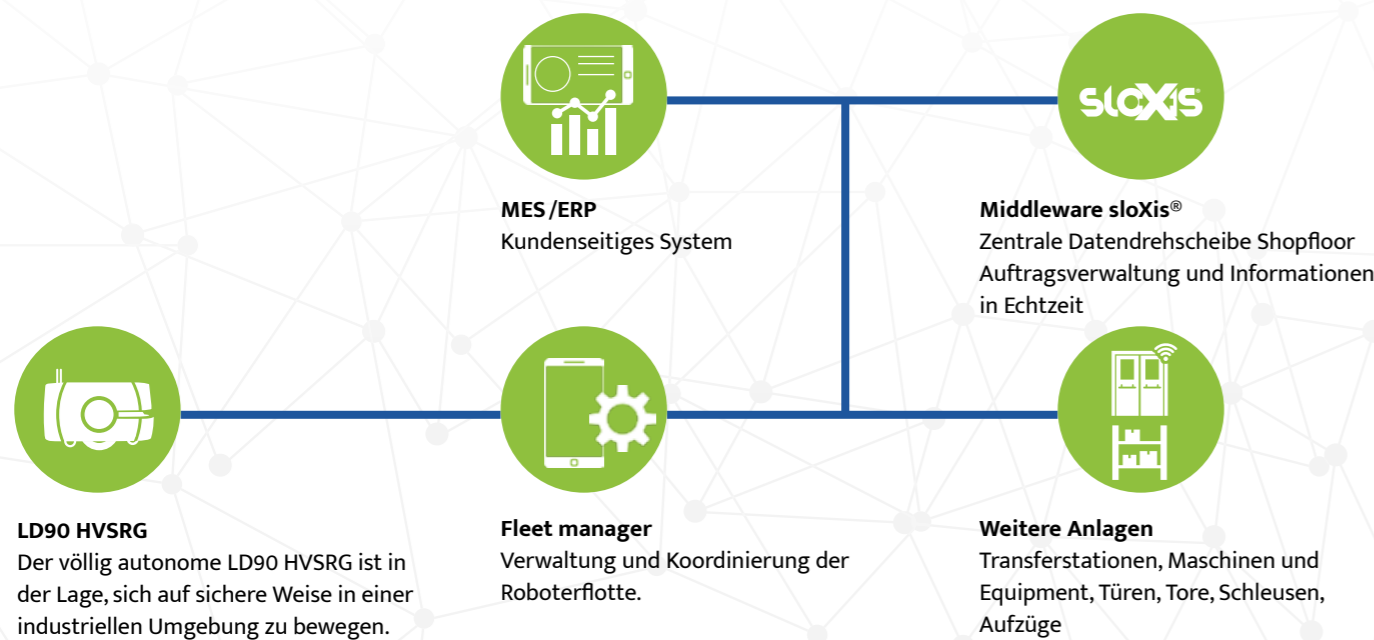 sloXis
MES/ERP
Kundenseitiges System
Middleware sloXis®
Zentrale Datendrehscheibe Shopfloor
Auftragsverwaltung und Informationen
in Echtzeit
LD90 HVSRG
Der völlig autonome LD90 HVSRG ist in
der Lage, sich auf sichere Weise in einer
industriellen Umgebung zu bewegen.
Fleet manager
Verwaltung und Koordinierung der
Roboterflotte.
Weitere Anlagen
Transferstationen, Maschinen und
Equipment, Türen, Tore, Schleusen,
Aufzüge